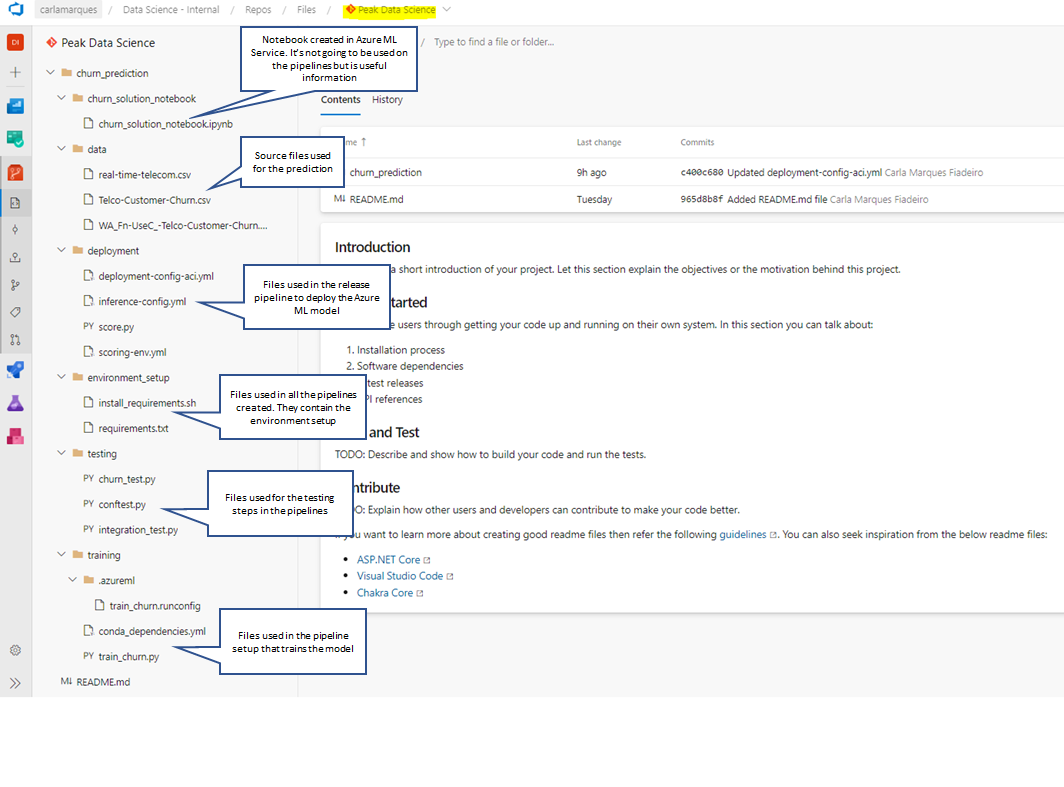 carlamarques / Data Science - Internal / Repos / Files / Peak Data Science
DI
Peak Data Science
/ Type to find a file or folder...
Notebook created in Azure ML
Service. It's not going to be used on
the pipelines but is useful
information
churn_prediction
churn_solution_notebook
churn_solution_notebook.ipynb
data
real-time-telecom.csv
Telco-Customer-Churn.csv
WA_Fn-UseC_-Telco-Customer-Churn....
Source files used
for the prediction
deployment
deployment-config-aci.yml
inference-config.yml
PY score.py
scoring-env.yml
Files used in the release
pipeline to deploy the Azure
ML model
environment_setup
install_requirements.sh
requirements.txt
Files used in all the pipelines
created. They contain the
environment setup
testing
PY churn_test.py
PY conftest.py
PY integration_test.py
Files used for the testing
steps in the pipelines
training
.azureml
train_churn.runconfig
conda_dependencies.yml
PY train_churn.py
Files used in the pipeline
setup that trains the model
M↓ README.md
Contents History
me ↑ Last change Commits
churn_prediction 9h ago c400c680 Updated deployment-config-aci.yml Carla Marques Fiadeiro
M↓ README.md Tuesday 965d8b8f Added README.md file Carla Marques Fiadeiro
Introduction
a short introduction of your project. Let this section explain the objectives or the motivation behind this project.
tarted
e users through getting your code up and running on their own system. In this section you can talk about:
1. Installation process
2. Software dependencies
test releases
PI references
and Test
TODO: Describe and show how to build your code and run the tests.
ntribute
DO: Explain how other users and developers can contribute to make your code better.
you want to learn more about creating good readme files then refer the following guidelines. You can also seek inspiration from the below readme files:
• ASP.NET Core
• Visual Studio Code
• Chakra Core